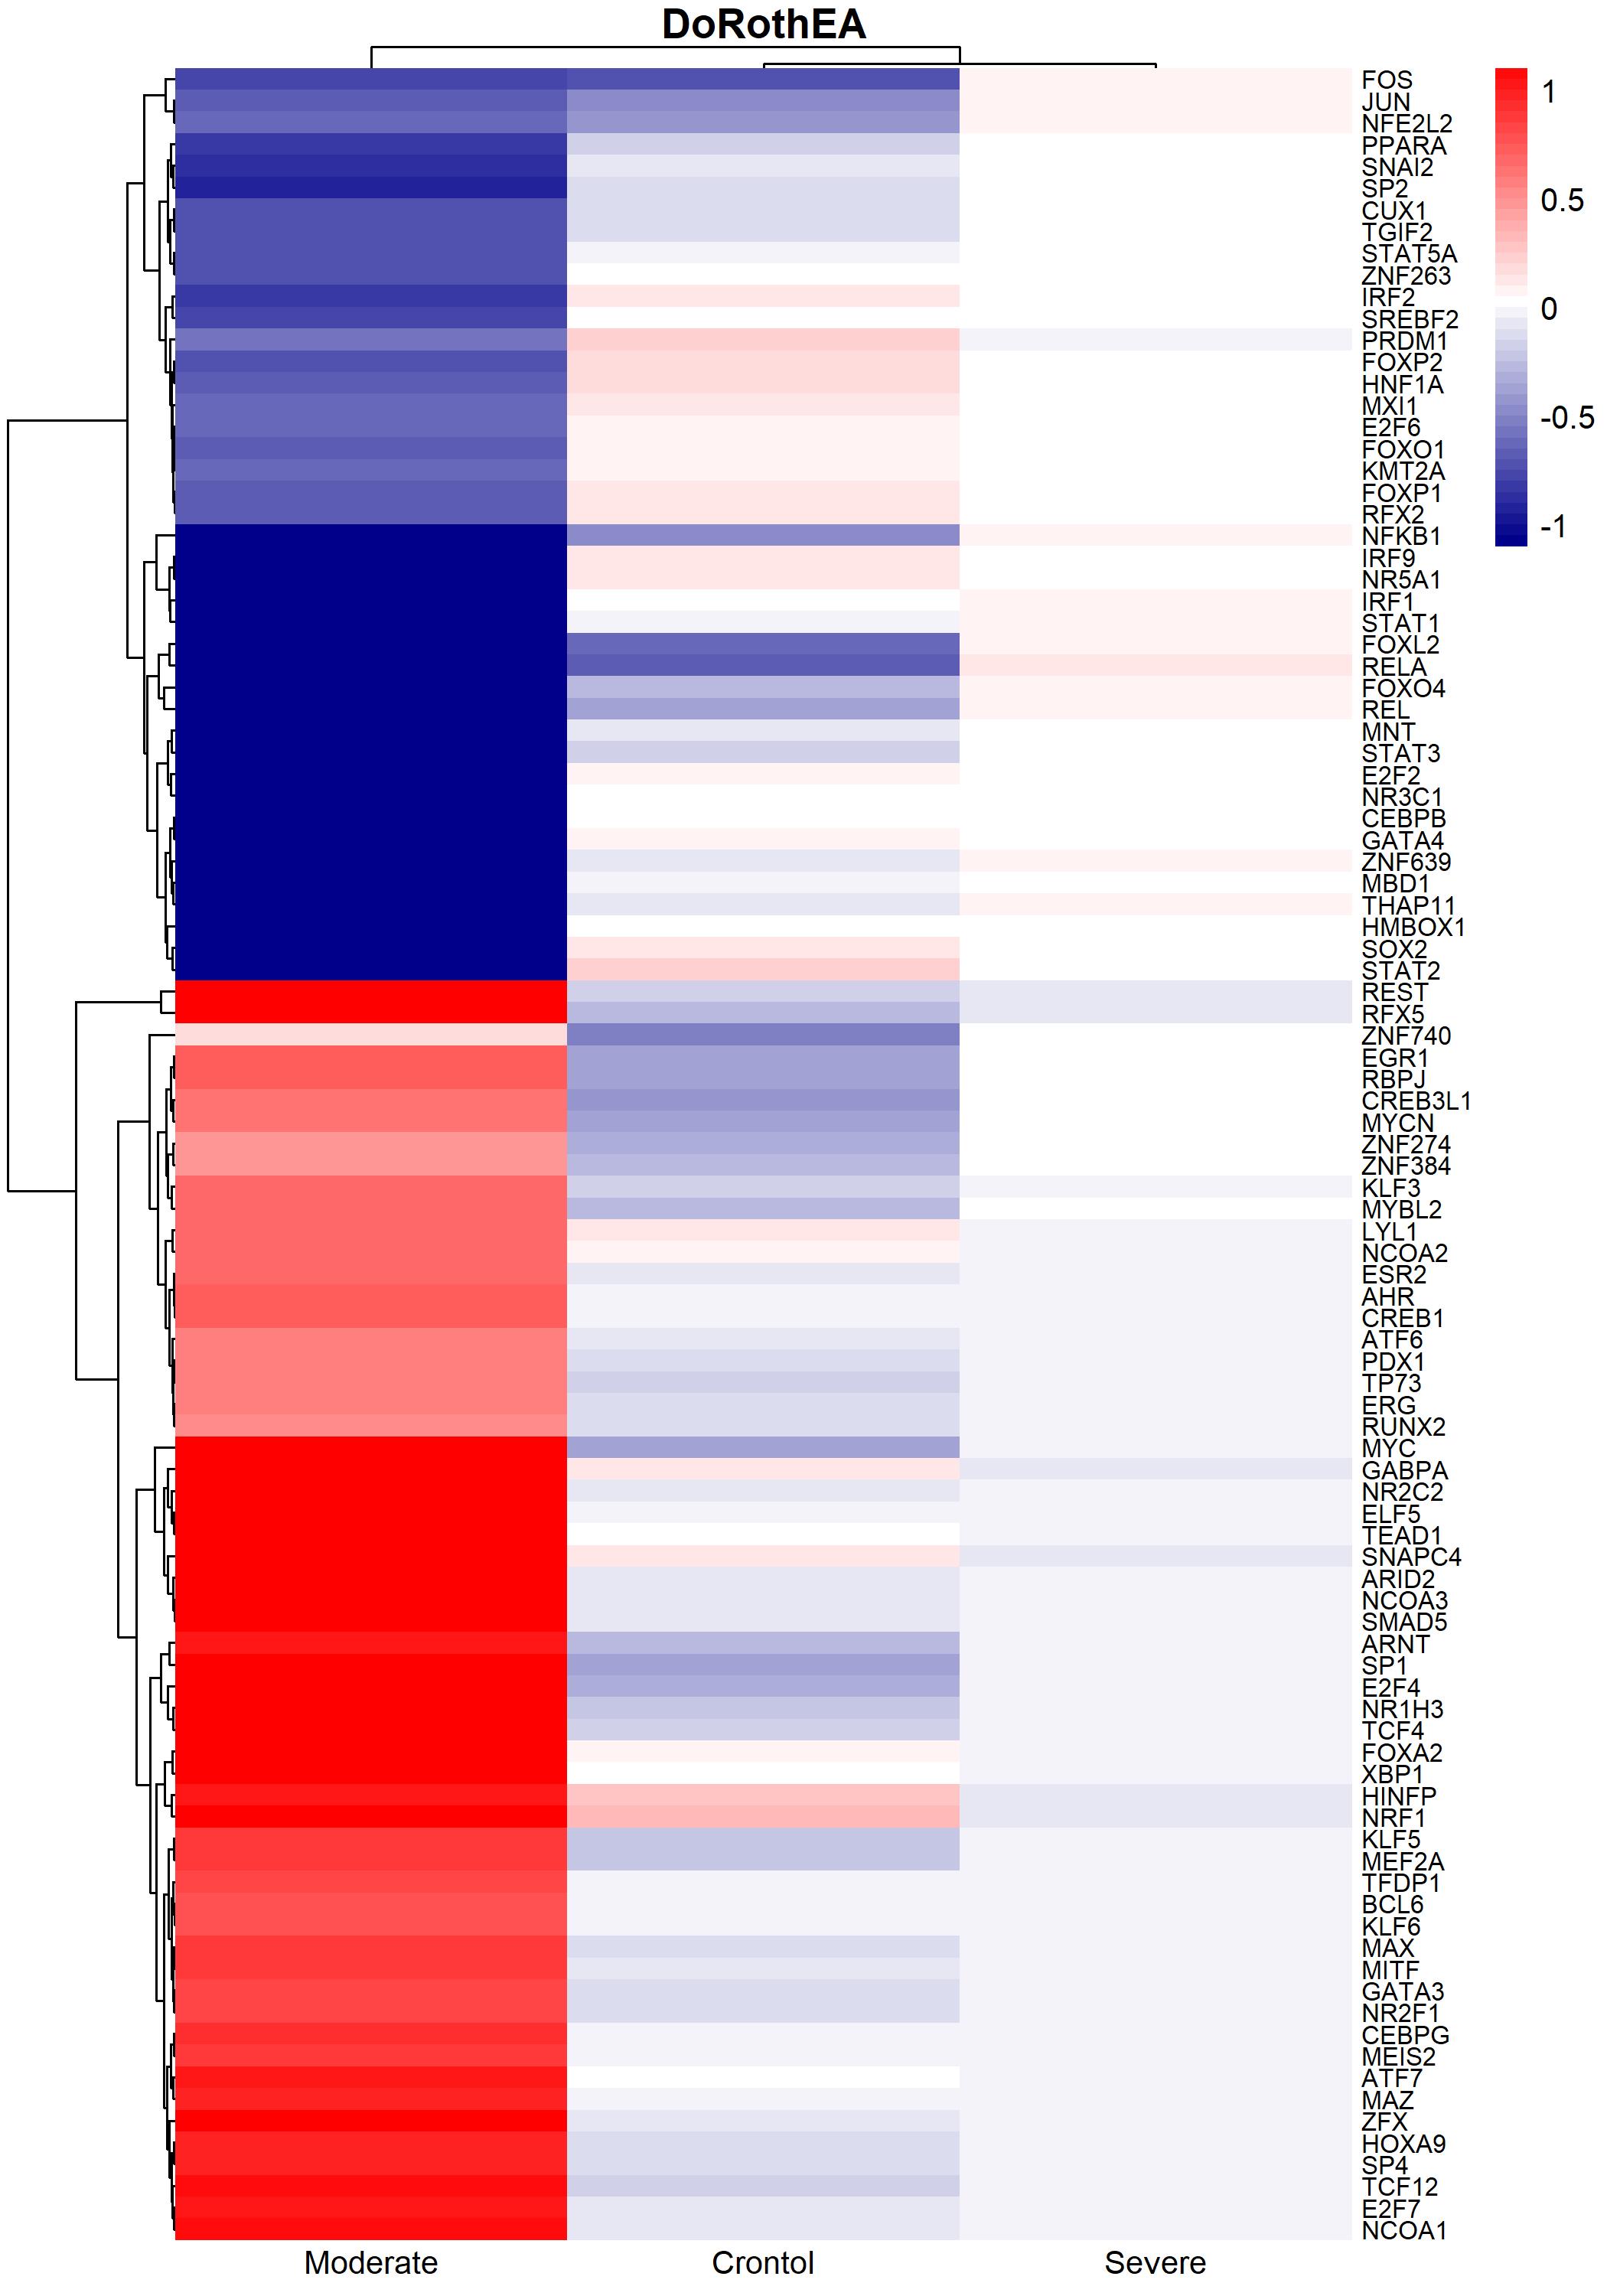 DoRothEA
FOS
JUN
NFE2L2
PPARA
SNAI2
SP2
CUX1
TGIF2
STAT5A
ZNF263
IRF2
SREBF2
PRDM1
FOXP2
HNF1A
MXI1
E2F6
FOXO1
KMT2A
FOXP1
RFX2
NFKB1
IRF9
NR5A1
IRF1
STAT1
FOXL2
RELA
FOXO4
REL
MNT
STAT3
E2F2
NR3C1
CEBPB
GATA4
ZNF639
MBD1
THAP11
HMBOX1
SOX2
STAT2
REST
RFX5
ZNF740
EGR1
RBPJ
CREB3L1
MYCN
ZNF274
ZNF384
KLF3
MYBL2
LYL1
NCOA2
ESR2
AHR
CREB1
ATF6
PDX1
TP73
ERG
RUNX2
MYC
GABPA
NR2C2
ELF5
TEAD1
SNAPC4
ARID2
NCOA3
SMAD5
ARNT
SP1
E2F4
NR1H3
TCF4
FOXA2
XBP1
HINFP
NRF1
KLF5
MEF2A
TFDP1
BCL6
KLF6
MAX
MITF
GATA3
NR2F1
CEBPG
MEIS2
ATF7
MAZ
ZFX
HOXA9
SP4
TCF12
E2F7
NCOA1
1
0.5
0
-0.5
-1
Moderate
Crontol
Severe